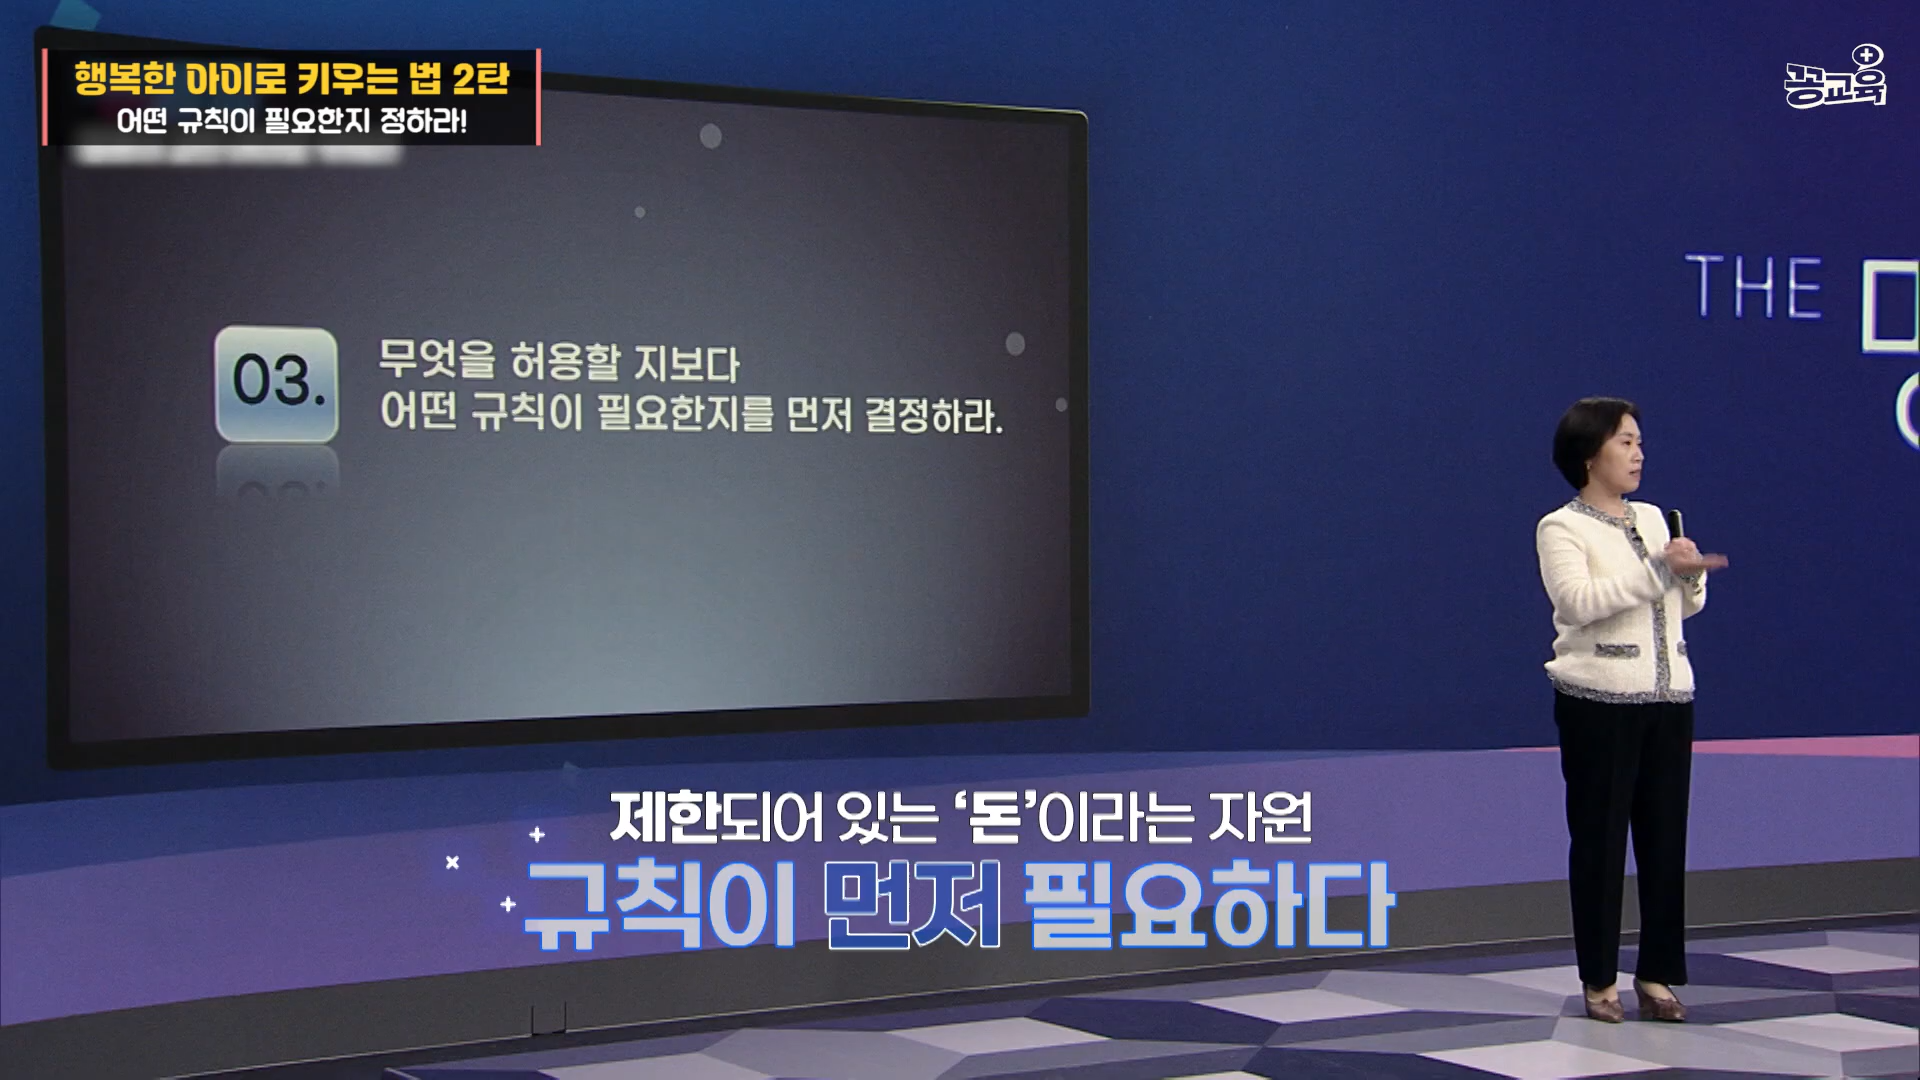 행복한 아이로 키우는 법 2탄
어떤 규칙이 필요한지 정하라!
꽁교육
THE
03.
무엇을 허용할 지보다
어떤 규칙이 필요한지를 먼저 결정하라.
제한되어 있는 ‘돈’이라는 자원
규칙이 먼저 필요하다